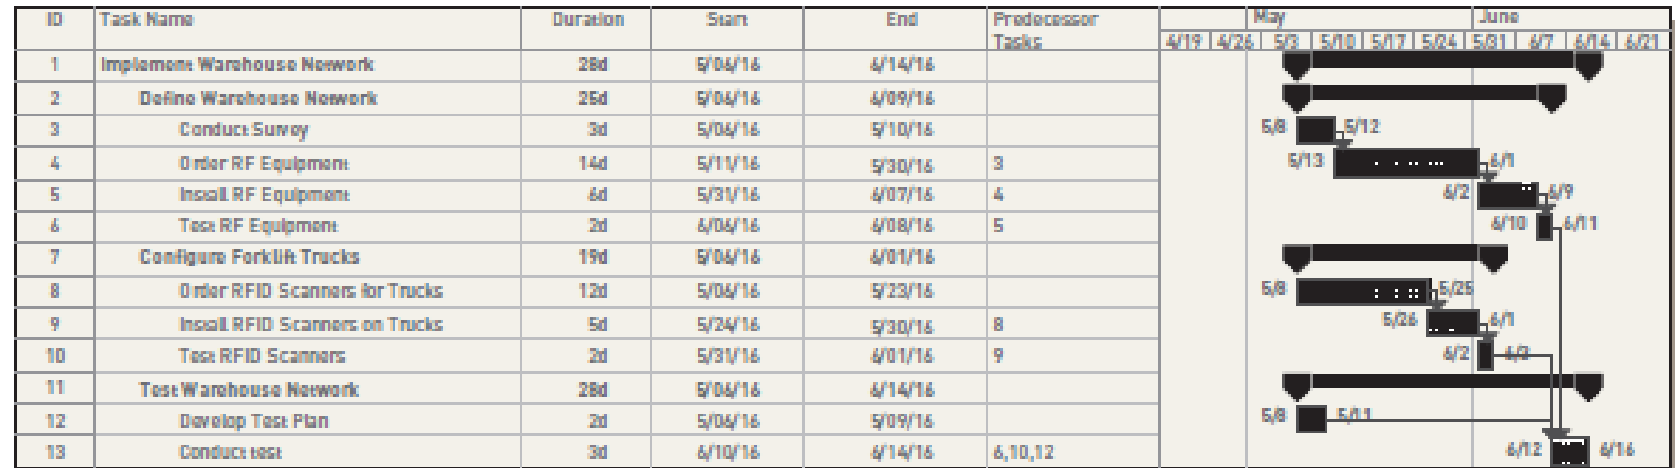 ID Task Name Duration Start End Predecessor Tasks May June
4/19 4/26 5/3 5/10 5/17 5/24 5/31 6/7 6/14 6/21
1 Implement Warehouse Network 28d 5/06/16 6/14/16
2 Define Warehouse Network 25d 5/06/16 6/09/16
3 Conduct Survey 3d 5/06/16 5/10/16 5/8 5/12
4 Order RF Equipment 14d 5/11/16 5/30/16 3 5/13 6/1
5 Install RF Equipment 6d 5/31/16 6/07/16 4 6/2 6/9
6 Test RF Equipment 2d 6/06/16 6/08/16 5 6/10 6/11
7 Configure Forklift Trucks 19d 5/06/16 6/01/16
8 Order RFID Scanners for Trucks 12d 5/06/16 5/23/16 5/8 5/25
9 Install RFID Scanners on Trucks 5d 5/24/16 5/30/16 8 5/26 6/1
10 Test RFID Scanners 2d 5/31/16 6/01/16 9 6/2 6/3
11 Test Warehouse Network 28d 5/06/16 6/14/16
12 Develop Test Plan 2d 5/06/16 5/09/16 5/8 5/11
13 Conduct test 3d 6/10/16 6/14/16 6,10,12 6/12 6/16